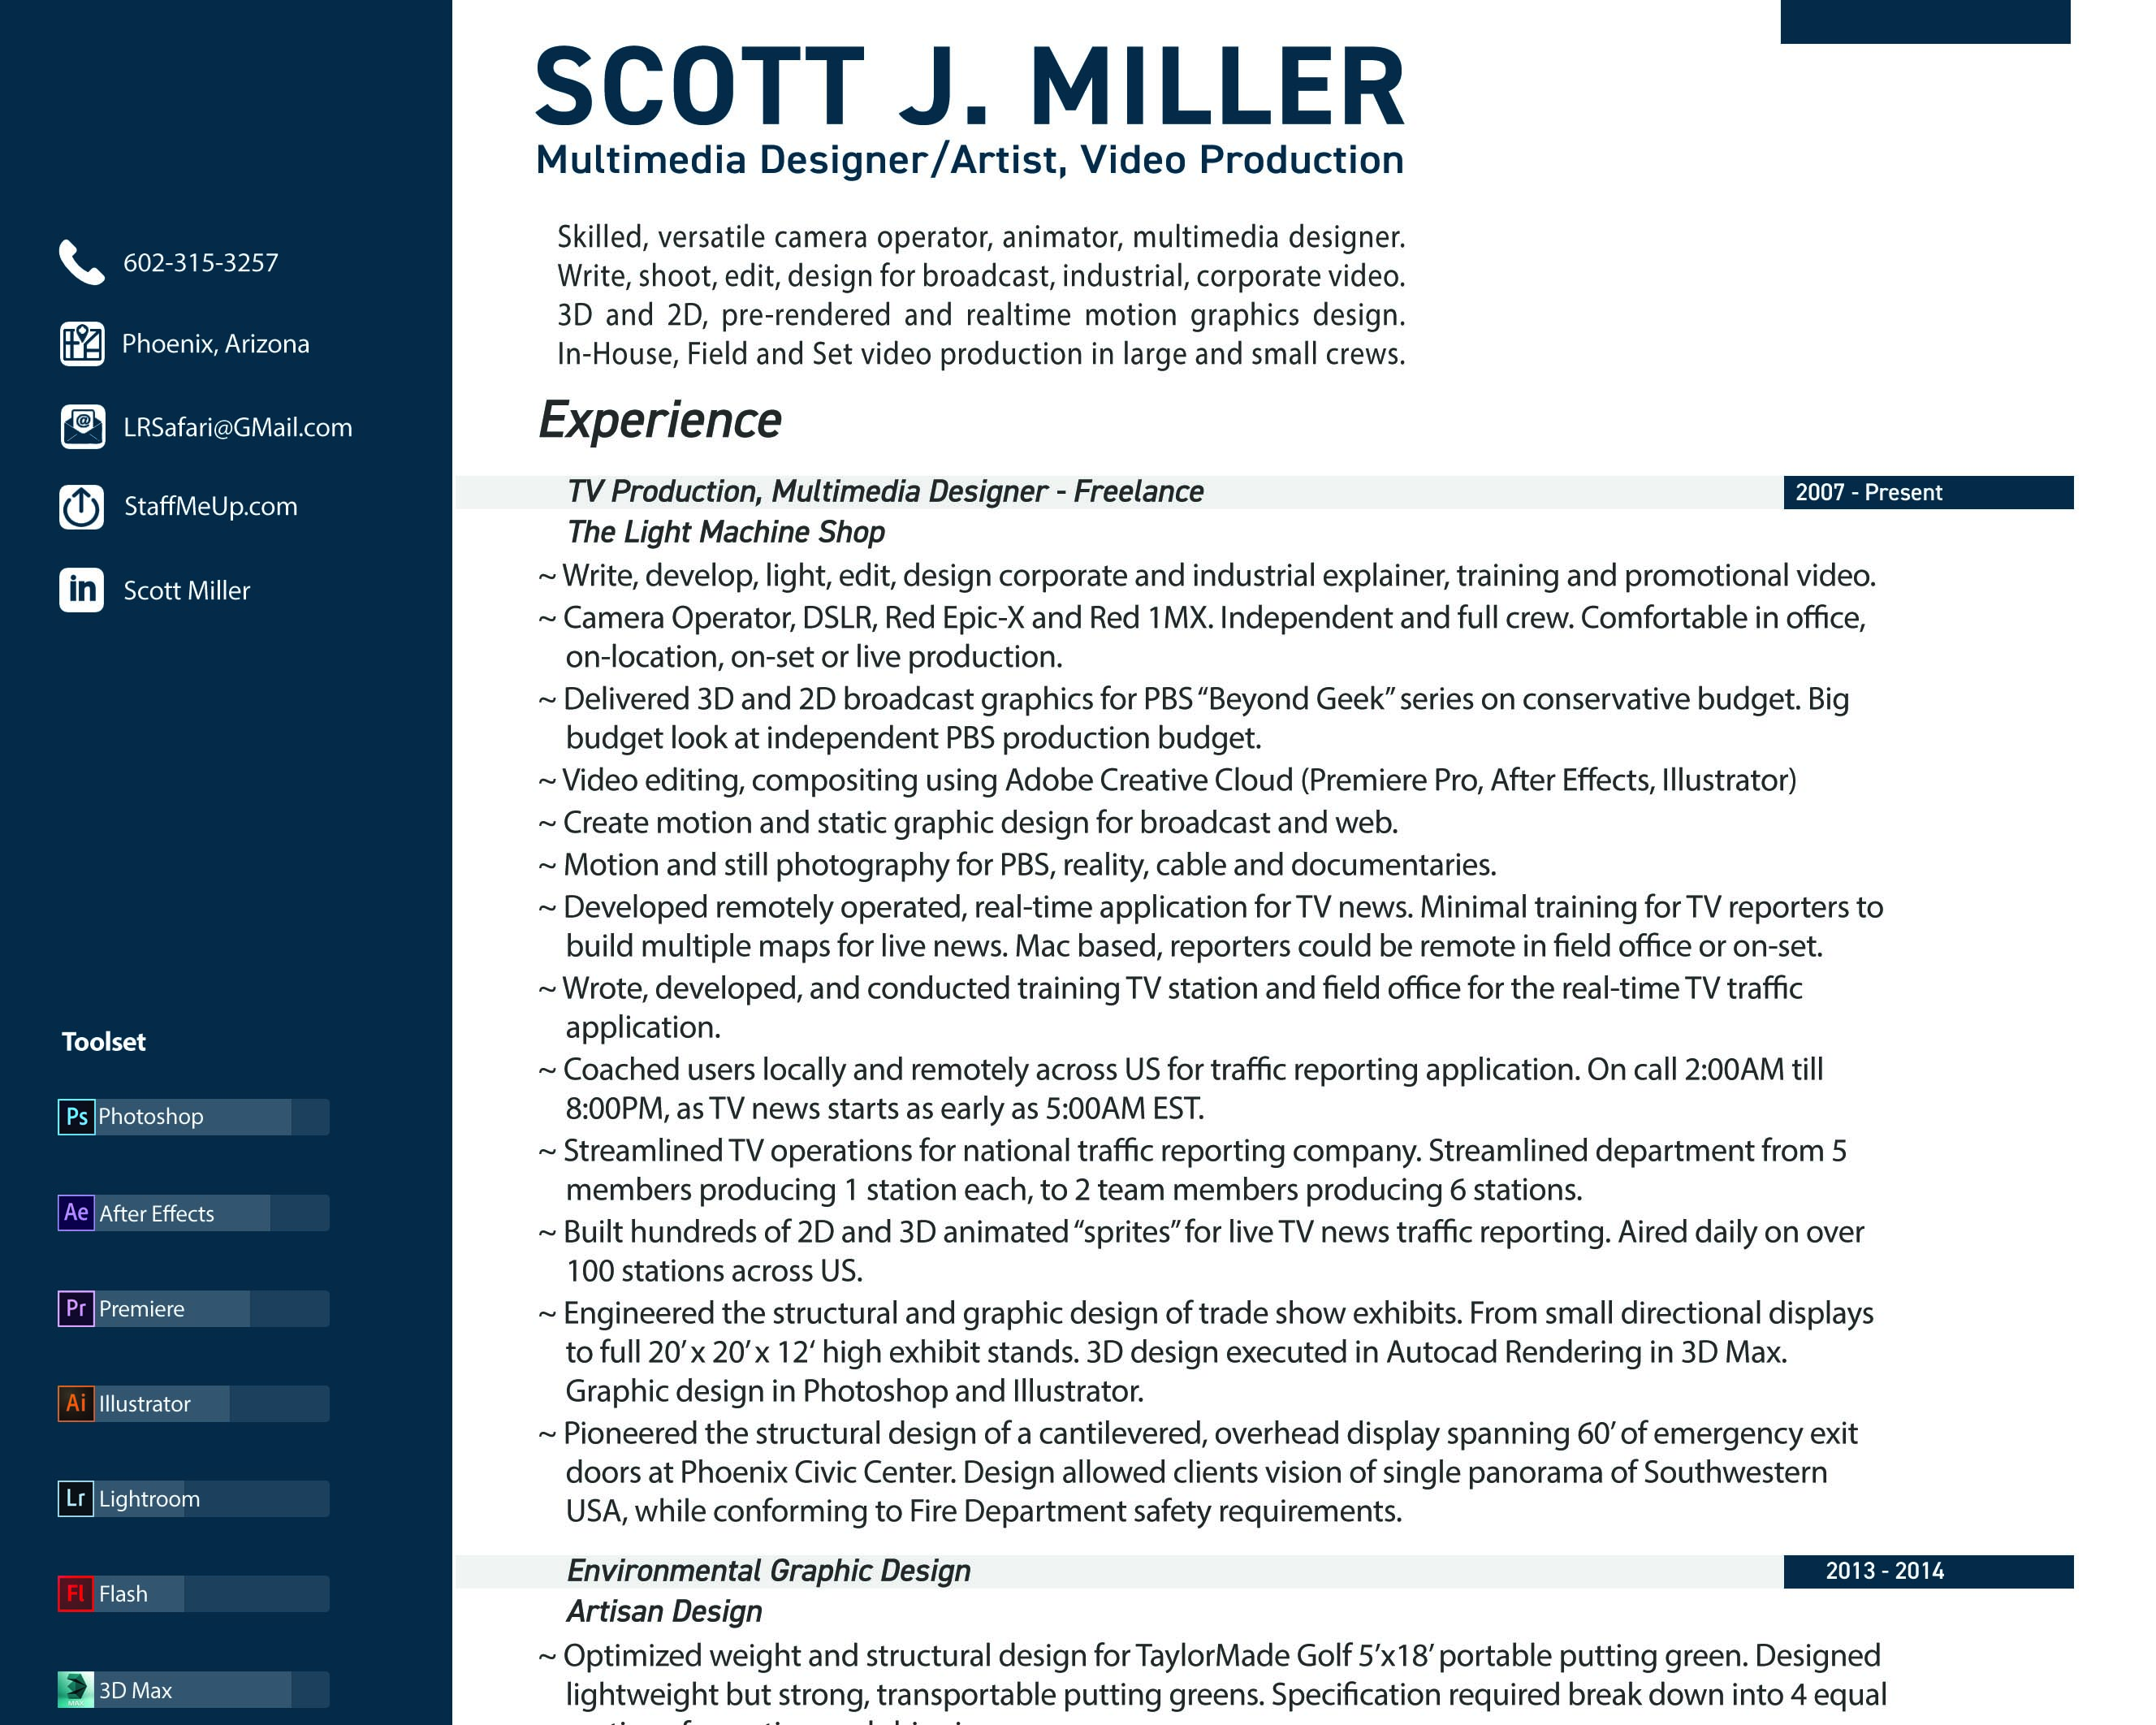 SCOTT J. MILLER
Multimedia Designer/Artist, Video Production
Skilled, versatile camera operator, animator, multimedia designer.
Write, shoot, edit, design for broadcast, industrial, corporate video.
3D and 2D, pre-rendered and realtime motion graphics design.
In-House, Field and Set video production in large and small crews.
602-315-3257
Phoenix, Arizona
LRSafari@GMail.com
StaffMeUp.com
in Scott Miller
Toolset
Ps Photoshop
Ae After Effects
Pr Premiere
Ai Illustrator
Lr Lightroom
Fl Flash
3D Max
Experience
TV Production, Multimedia Designer - Freelance 2007 - Present
The Light Machine Shop
~ Write, develop, light, edit, design corporate and industrial explainer, training and promotional video.
~ Camera Operator, DSLR, Red Epic-X and Red 1MX. Independent and full crew. Comfortable in office,
on-location, on-set or live production.
~ Delivered 3D and 2D broadcast graphics for PBS “Beyond Geek” series on conservative budget. Big
budget look at independent PBS production budget.
~ Video editing, compositing using Adobe Creative Cloud (Premiere Pro, After Effects, Illustrator)
~ Create motion and static graphic design for broadcast and web.
~ Motion and still photography for PBS, reality, cable and documentaries.
~ Developed remotely operated, real-time application for TV news. Minimal training for TV reporters to
build multiple maps for live news. Mac based, reporters could be remote in field office or on-set.
~ Wrote, developed, and conducted training TV station and field office for the real-time TV traffic
application.
~ Coached users locally and remotely across US for traffic reporting application. On call 2:00AM till
8:00PM, as TV news starts as early as 5:00AM EST.
~ Streamlined TV operations for national traffic reporting company. Streamlined department from 5
members producing 1 station each, to 2 team members producing 6 stations.
~ Built hundreds of 2D and 3D animated “sprites” for live TV news traffic reporting. Aired daily on over
100 stations across US.
~ Engineered the structural and graphic design of trade show exhibits. From small directional displays
to full 20’ x 20’ x 12‘ high exhibit stands. 3D design executed in Autocad Rendering in 3D Max.
Graphic design in Photoshop and Illustrator.
~ Pioneered the structural design of a cantilevered, overhead display spanning 60’ of emergency exit
doors at Phoenix Civic Center. Design allowed clients vision of single panorama of Southwestern
USA, while conforming to Fire Department safety requirements.
Environmental Graphic Design 2013 - 2014
Artisan Design
~ Optimized weight and structural design for TaylorMade Golf 5’x18’ portable putting green. Designed
lightweight but strong, transportable putting greens. Specification required break down into 4 equal